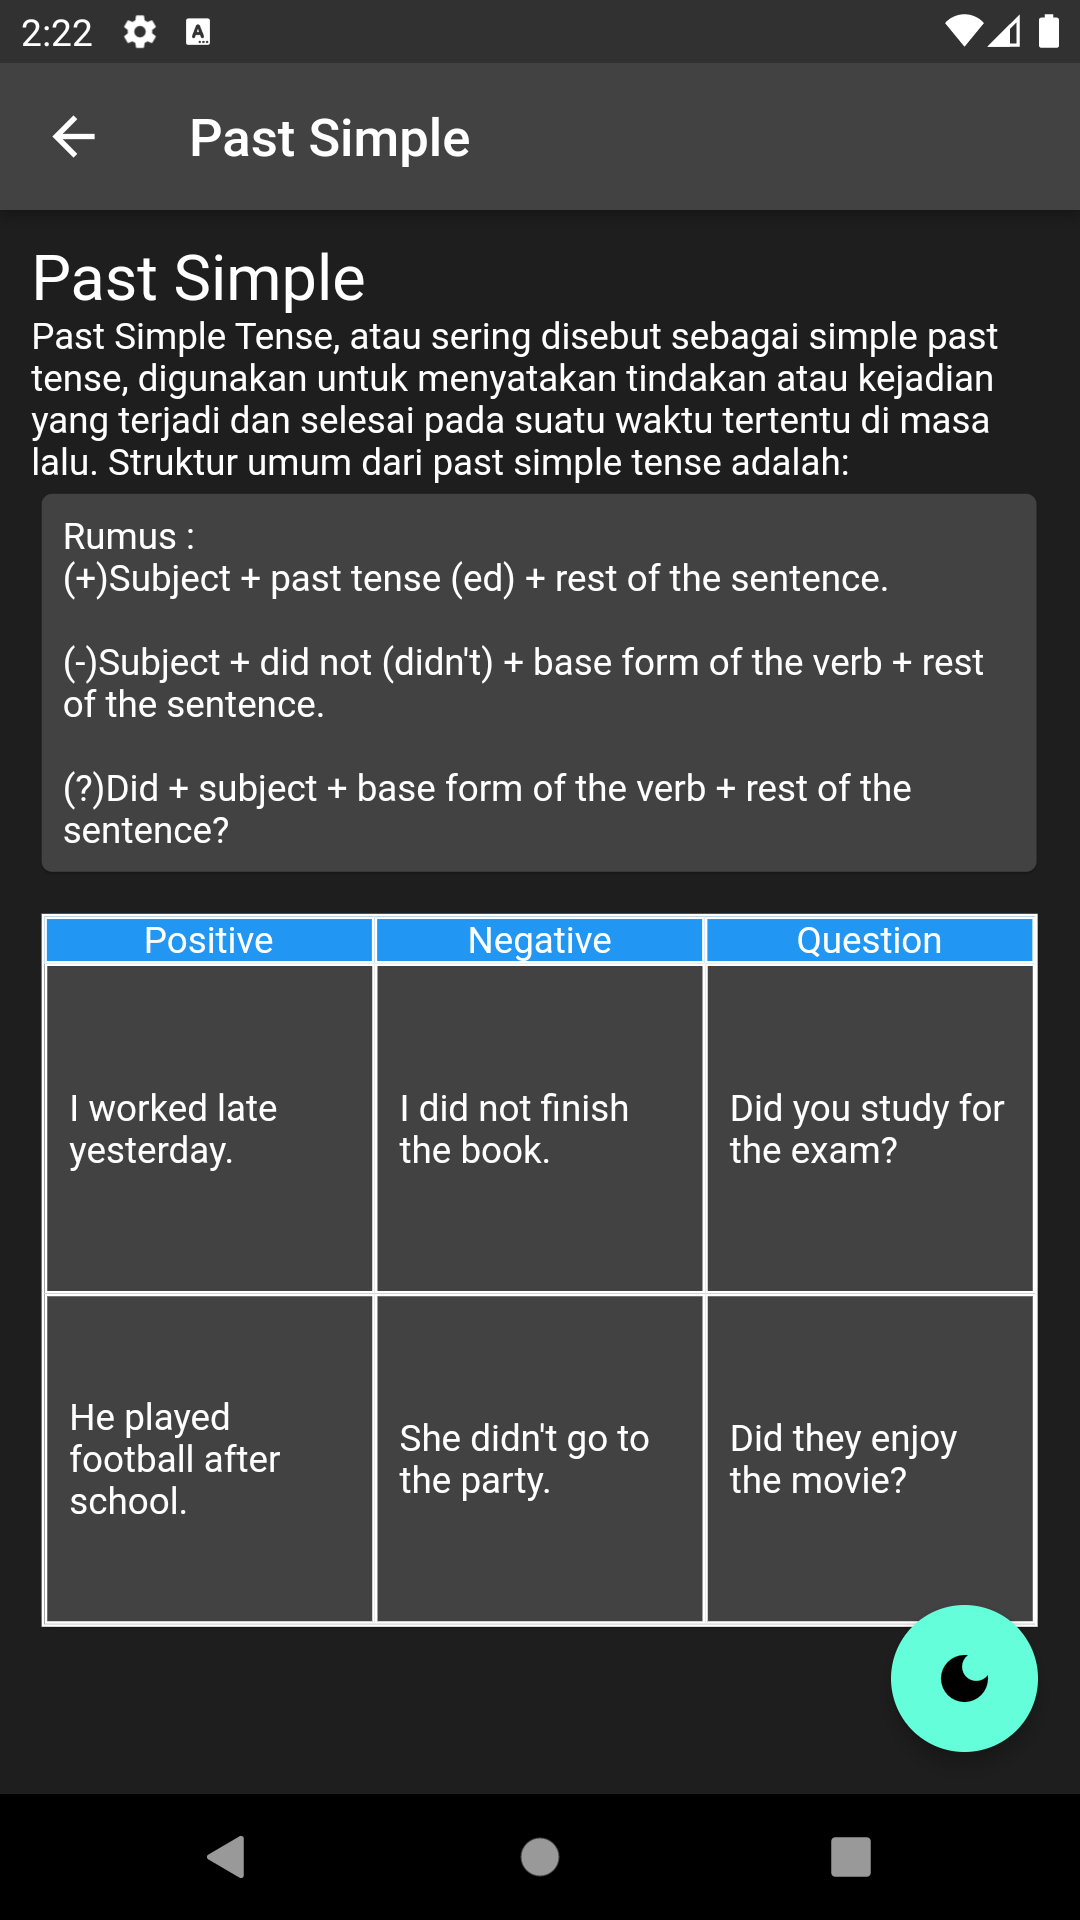 2:22
Past Simple
Past Simple
Past Simple Tense, atau sering disebut sebagai simple past
tense, digunakan untuk menyatakan tindakan atau kejadian
yang terjadi dan selesai pada suatu waktu tertentu di masa
lalu. Struktur umum dari past simple tense adalah:
Rumus :
(+)Subject + past tense (ed) + rest of the sentence.
(-)Subject + did not (didn't) + base form of the verb + rest
of the sentence.
(?)Did + subject + base form of the verb + rest of the
sentence?
Positive Negative Question
I worked late
yesterday.
I did not finish
the book.
Did you study for
the exam?
He played
football after
school.
She didn't go to
the party.
Did they enjoy
the movie?